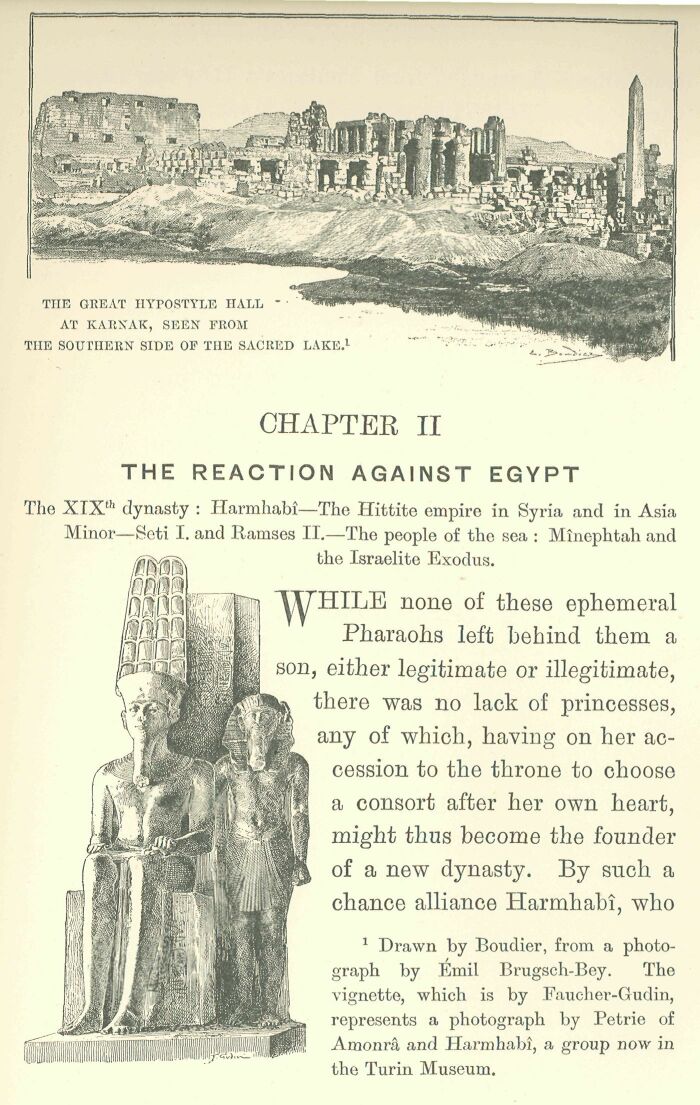 THE GREAT HYPOSTYLE HALL
AT KARNAK, SEEN FROM
THE SOUTHERN SIDE OF THE SACRED LAKE.¹
L. Boudier
CHAPTER II
THE REACTION AGAINST EGYPT
The XIXth dynasty : Harmhabî—The Hittite empire in Syria and in Asia
Minor—Seti I. and Ramses II.—The people of the sea : Mînephtah and
the Israelite Exodus.
WHILE none of these ephemeral
Pharaohs left behind them a
son, either legitimate or illegitimate,
there was no lack of princesses,
any of which, having on her ac-
cession to the throne to choose
a consort after her own heart,
might thus become the founder
of a new dynasty. By such a
chance alliance Harmhabî, who
¹ Drawn by Boudier, from a photo-
graph by Émil Brugsch-Bey. The
vignette, which is by Faucher-Gudin,
represents a photograph by Petrie of
Amonrâ and Harmhabî, a group now in
the Turin Museum.